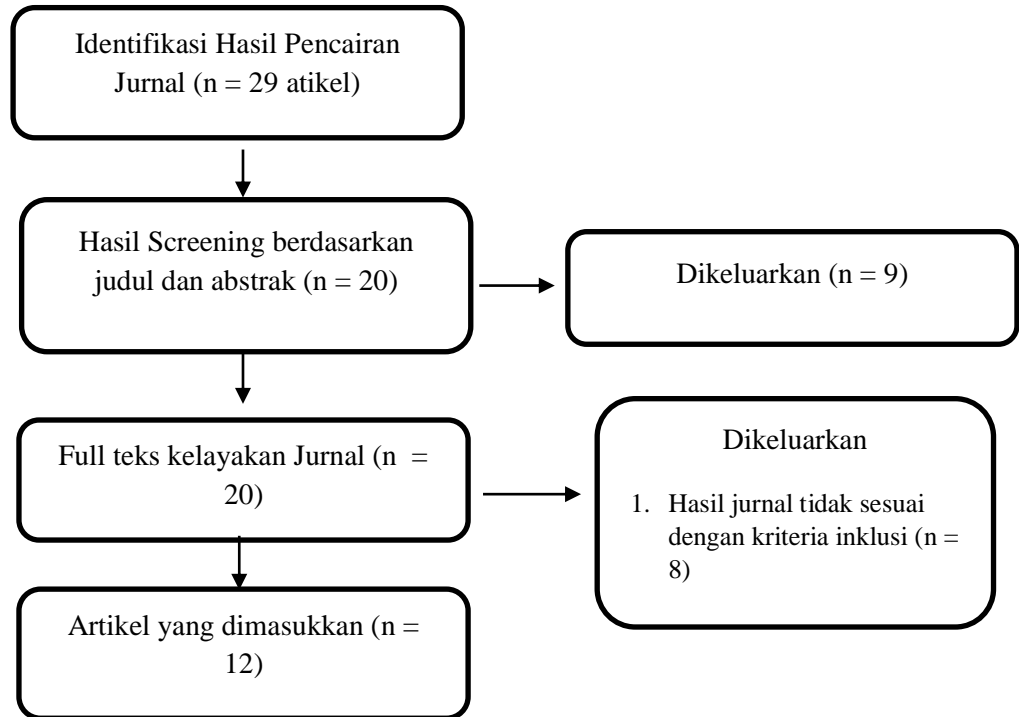 Identifikasi Hasil Pencairan
Jurnal (n = 29 atikel)
Hasil Screening berdasarkan
judul dan abstrak (n = 20)
Dikeluarkan (n = 9)
Full teks kelayakan Jurnal (n =
20)
Dikeluarkan
1. Hasil jurnal tidak sesuai
dengan kriteria inklusi (n =
8)
Artikel yang dimasukkan (n =
12)